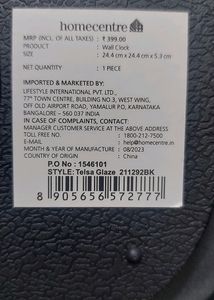 homecentre
MRP (INCL. OF ALL TAXES) : ₹ 399.00
PRODUCT : Wall Clock
SIZE : 24.4 cm x 24.4 cm x 5.3 cm
NET QUANTITY : 1 PIECE
IMPORTED & MARKETED BY:
LIFESTYLE INTERNATIONAL PVT. LTD.,
77° TOWN CENTRE, BUILDING NO.3, WEST WING,
OFF OLD AIRPORT ROAD, YAMALUR P.O, KARNATAKA
BANGALORE – 560 037 INDIA
IN CASE OF COMPLAINTS, CONTACT:
MANAGER CUSTOMER SERVICE AT THE ABOVE ADDRESS
TOLL FREE NO. : 1800-212-7500
E-MAIL : help@homecentre.in
MONTH & YEAR OF MANUFACTURE : 08/2023
COUNTRY OF ORIGIN : China
P.O No : 1546101
STYLE: Telsa Glaze 211292BK
8 905656 572777